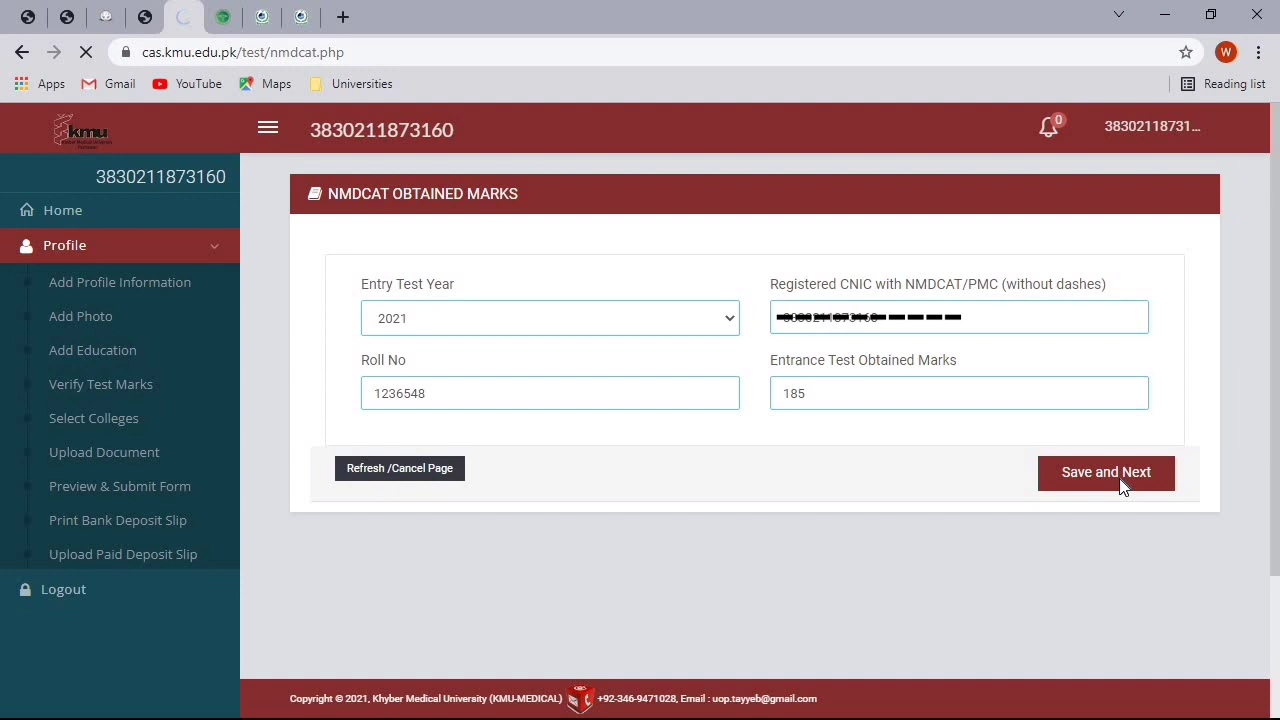 cas.kmu.edu.pk/test/nmdcat.php
W
Apps
Gmail
YouTube
Maps
Universities
Reading list
kmu
3830211873160
0
38302118731...
3830211873160
Home
Profile
Add Profile Information
Add Photo
Add Education
Verify Test Marks
Select Colleges
Upload Document
Preview & Submit Form
Print Bank Deposit Slip
Upload Paid Deposit Slip
Logout
NMDCAT OBTAINED MARKS
Entry Test Year
Registered CNIC with NMDCAT/PMC (without dashes)
2021
Roll No
Entrance Test Obtained Marks
1236548
185
Refresh /Cancel Page
Save and Next
Copyright © 2021, Khyber Medical University (KMU-MEDICAL) +92-346-9471028, Email : uop.tayyeb@gmail.com